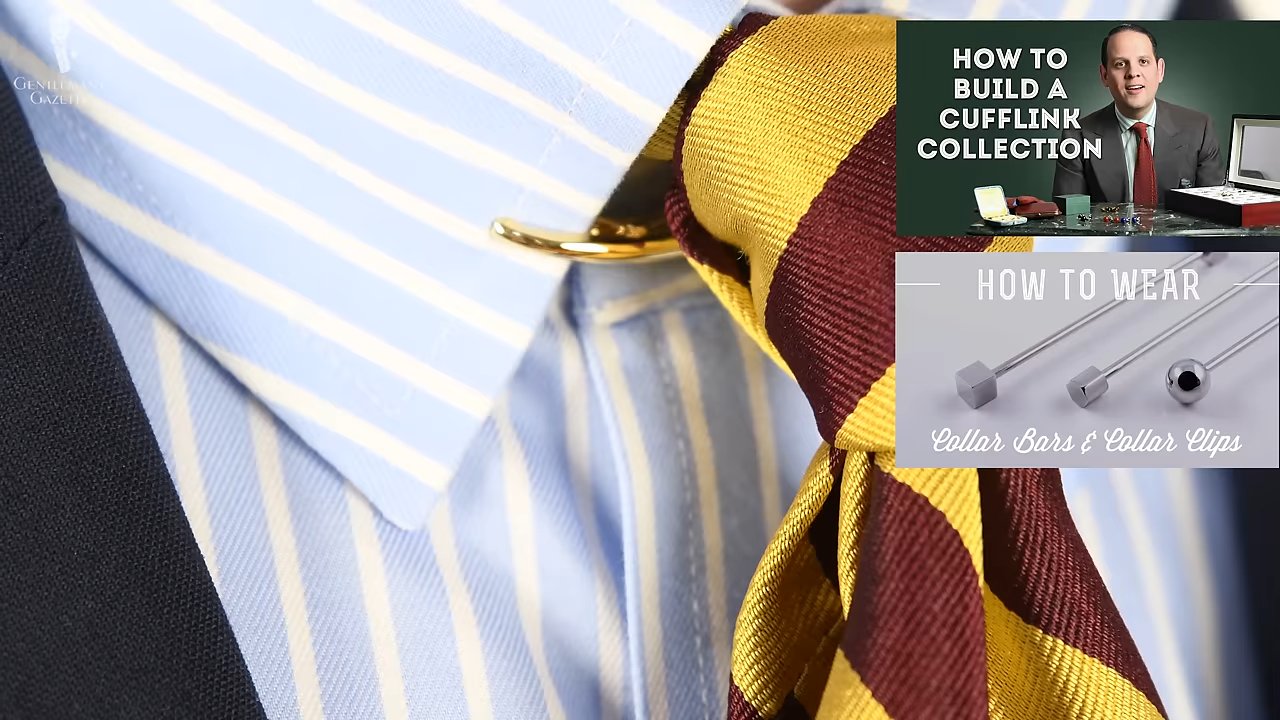 HOW TO
BUILD A
CUFFLINK
COLLECTION
HOW TO WEAR
Collar Bars & Collar Clips